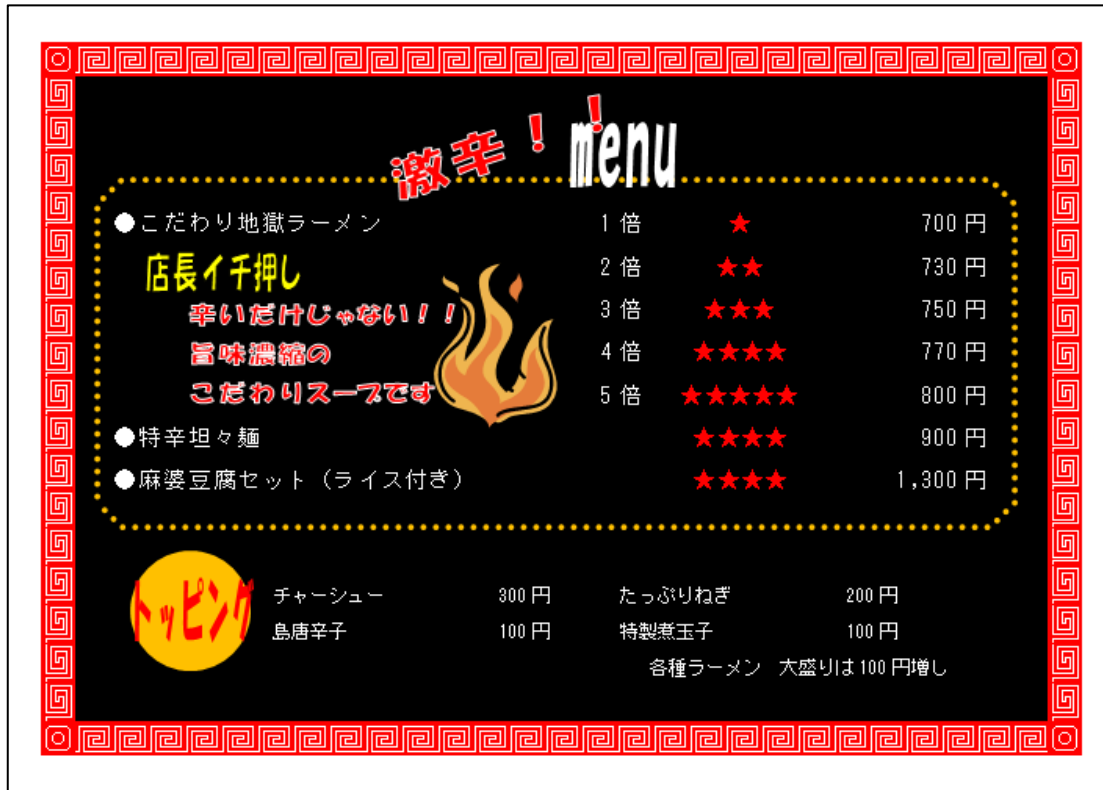 激辛！！menu
●こだわり地獄ラーメン 1倍 ★ 700円
店長イチ押し 2倍 ★★ 730円
辛いだけじゃない！！ 3倍 ★★★ 750円
旨味濃縮の 4倍 ★★★★ 770円
こだわりスープです 5倍 ★★★★★ 800円
●特辛坦々麺 ★★★★ 900円
●麻婆豆腐セット（ライス付き） ★★★★ 1,300円
トッピング
チャーシュー 300円 たっぷりねぎ 200円
島唐辛子 100円 特製煮玉子 100円
各種ラーメン 大盛りは100円増し